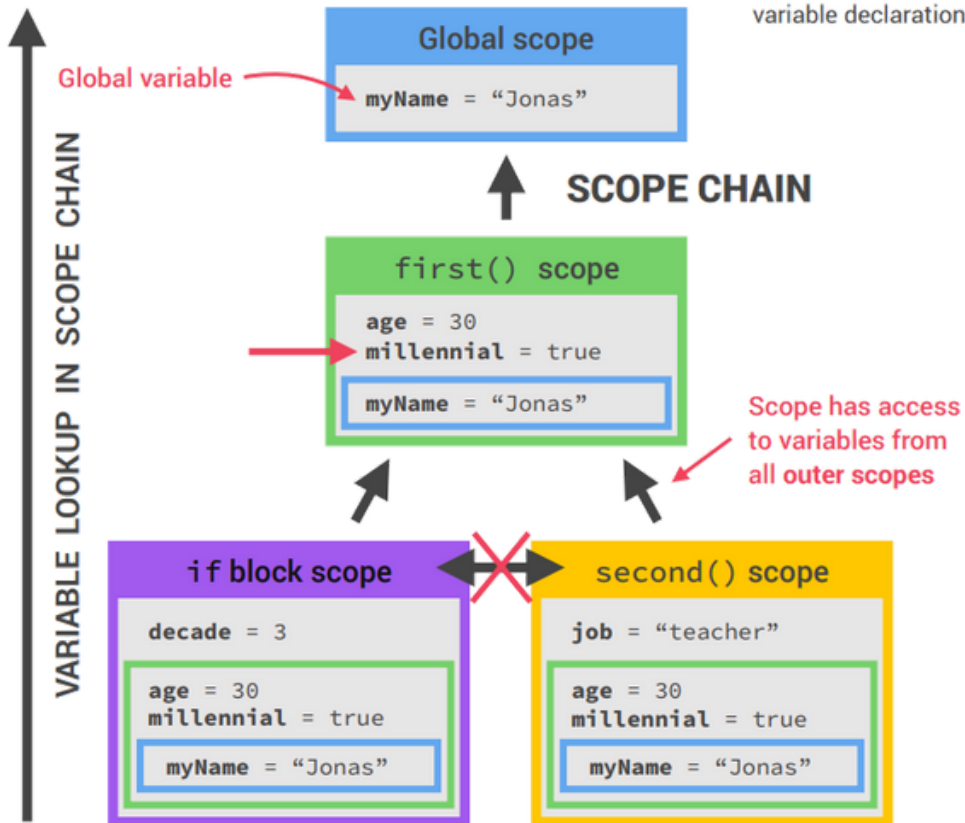 variable declaration
Global scope
Global variable
myName = “Jonas”
VARIABLE LOOKUP IN SCOPE CHAIN
SCOPE CHAIN
first() scope
age = 30
millennial = true
myName = “Jonas”
Scope has access
to variables from
all outer scopes
if block scope
decade = 3
age = 30
millennial = true
myName = “Jonas”
second() scope
job = “teacher”
age = 30
millennial = true
myName = “Jonas”